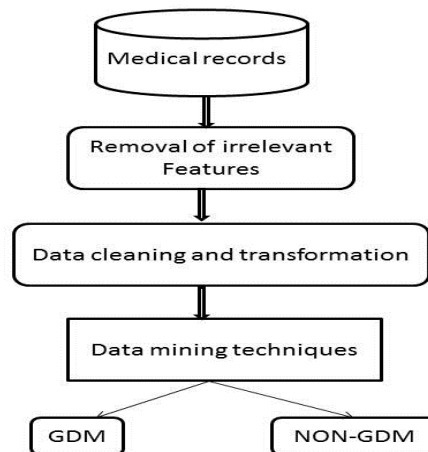 Medical records
Removal of irrelevant
Features
Data cleaning and transformation
Data mining techniques
GDM
NON-GDM